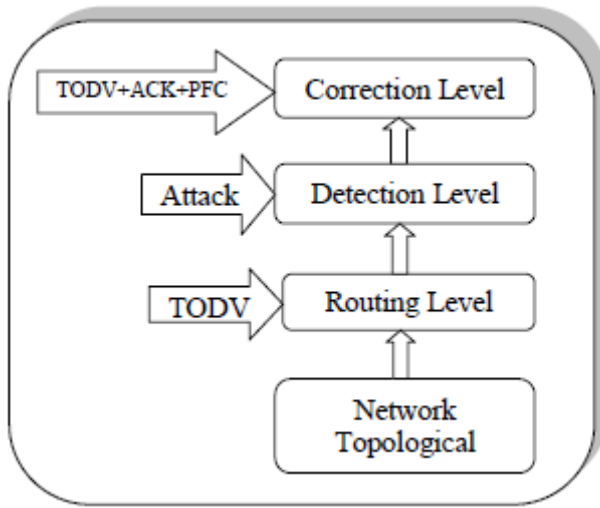 TODV+ACK+PFC
Correction Level
Attack
Detection Level
TODV
Routing Level
Network
Topological